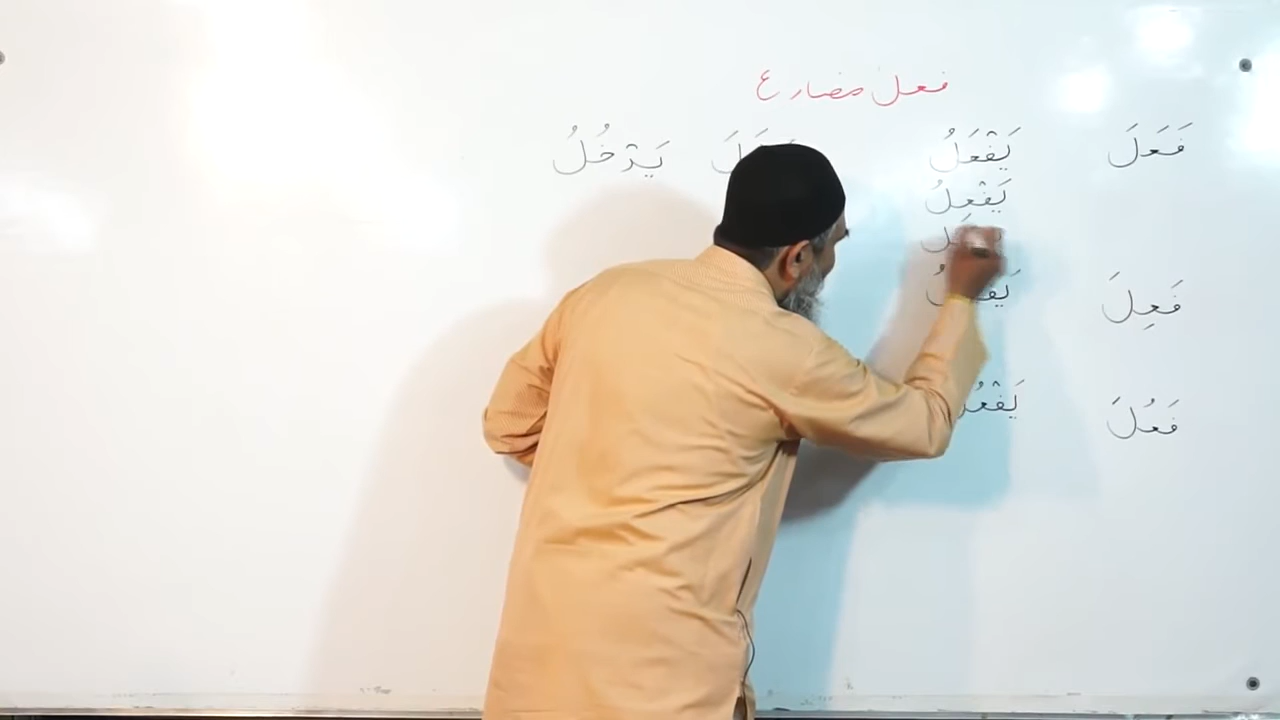 فعل مضارع
فَعَلَ يَفْعَلُ يَدْخُلُ
يَفْعِلُ
فَعِلَ
فَعُلَ يَفْعُلُ